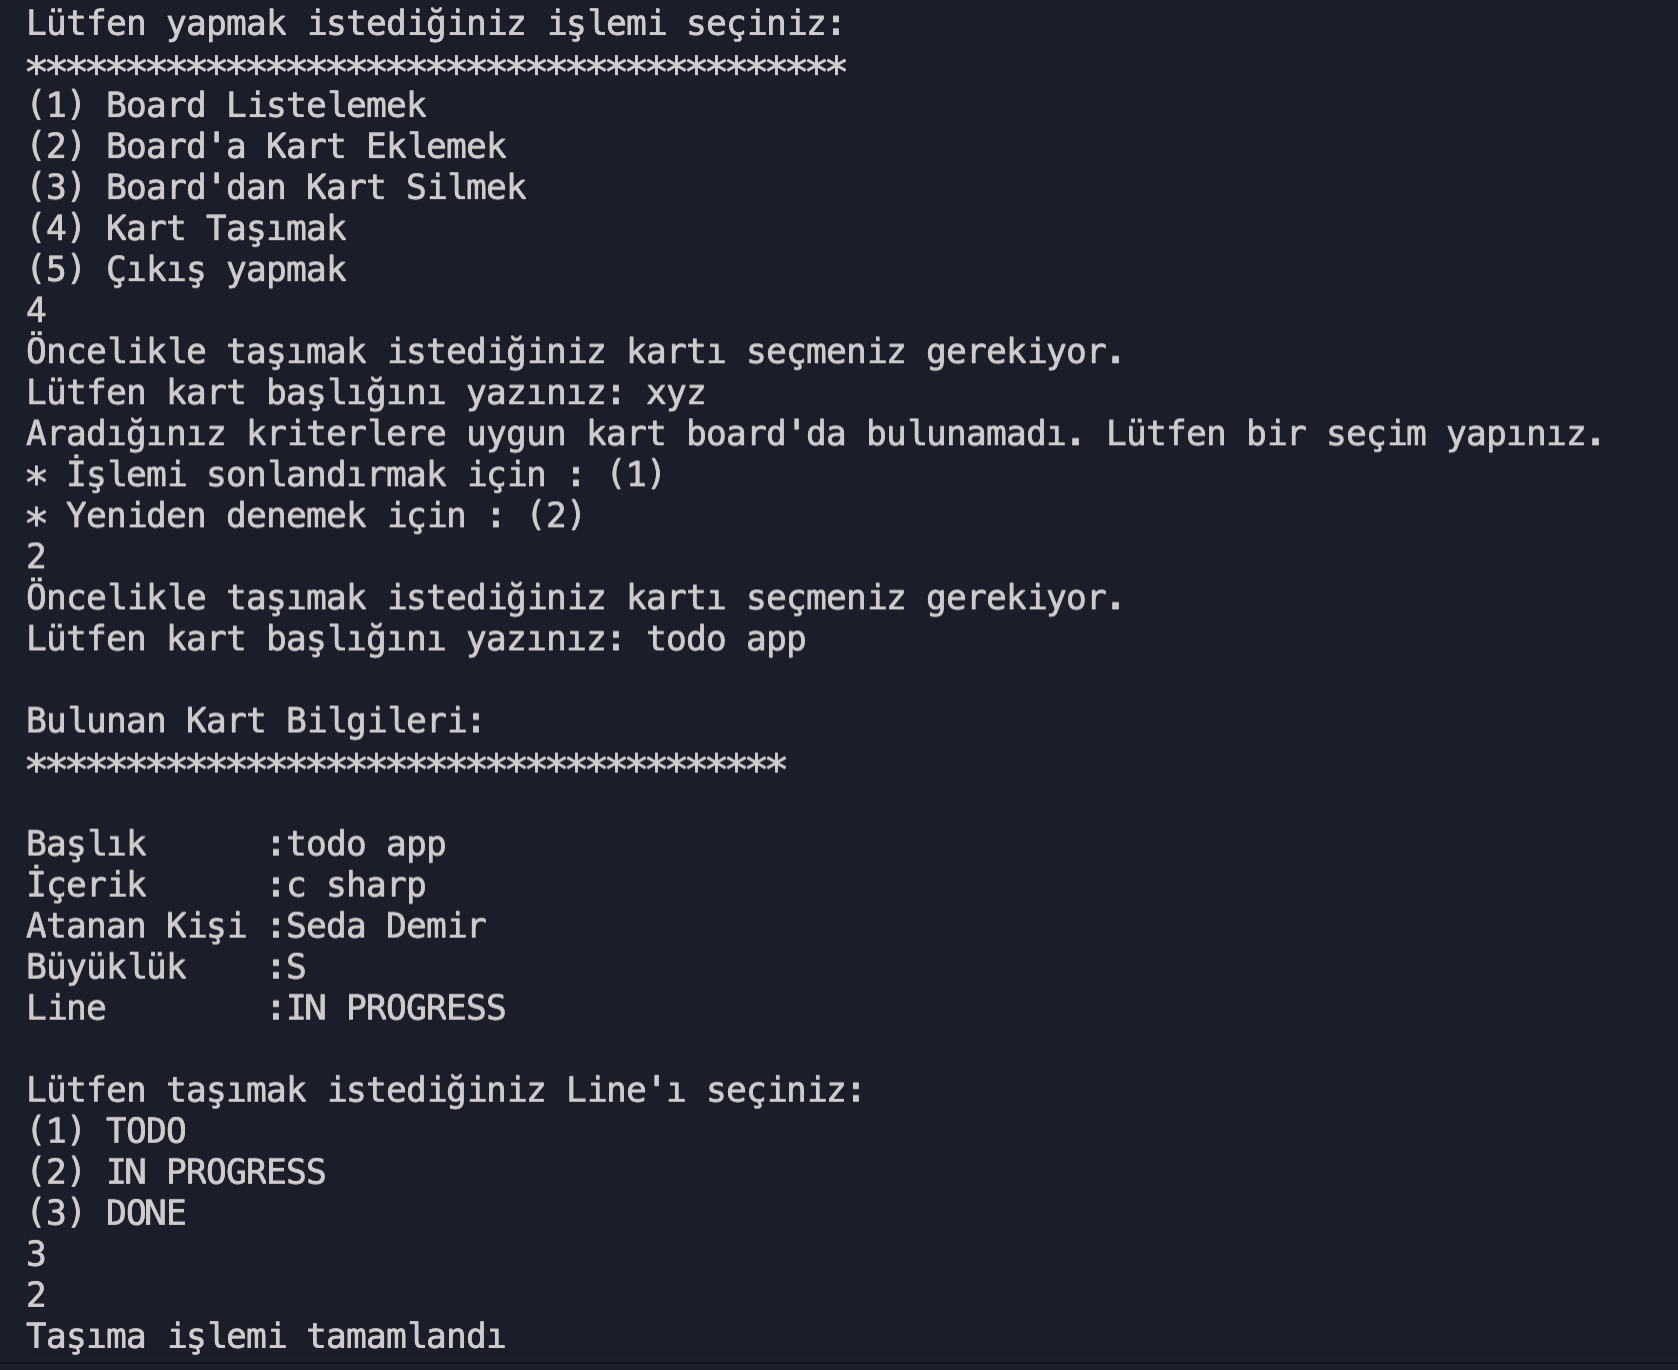 Lütfen yapmak istediğiniz işlemi seçiniz:
*****************************************
(1) Board Listelemek
(2) Board'a Kart Eklemek
(3) Board'dan Kart Silmek
(4) Kart Taşımak
(5) Çıkış yapmak
4
Öncelikle taşımak istediğiniz kartı seçmeniz gerekiyor.
Lütfen kart başlığını yazınız: xyz
Aradığınız kriterlere uygun kart board'da bulunamadı. Lütfen bir seçim yapınız.
* İşlemi sonlandırmak için : (1)
* Yeniden denemek için : (2)
2
Öncelikle taşımak istediğiniz kartı seçmeniz gerekiyor.
Lütfen kart başlığını yazınız: todo app

Bulunan Kart Bilgileri:
**************************************

Başlık      :todo app
İçerik      :c sharp
Atanan Kişi :Seda Demir
Büyüklük    :S
Line        :IN PROGRESS

Lütfen taşımak istediğiniz Line'ı seçiniz:
(1) TODO
(2) IN PROGRESS
(3) DONE
3
2
Taşıma işlemi tamamlandı